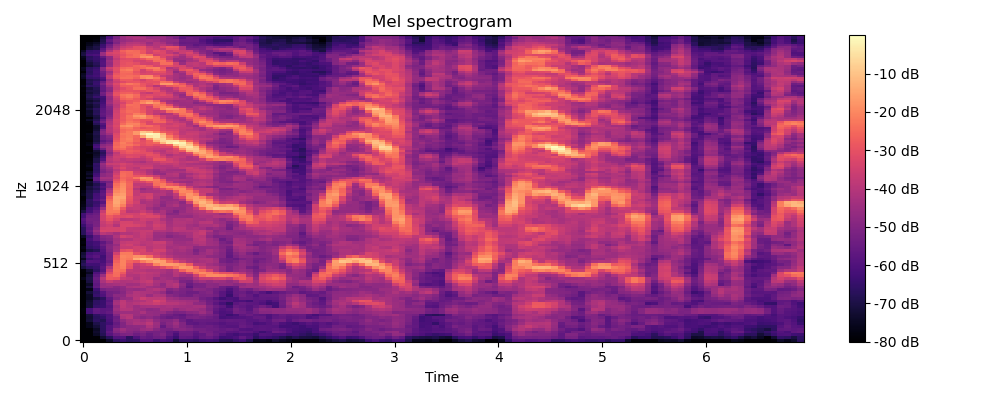 Mel spectrogram
Hz
2048
1024
512
0
0 1 2 3 4 5 6
Time
-10 dB
-20 dB
-30 dB
-40 dB
-50 dB
-60 dB
-70 dB
-80 dB